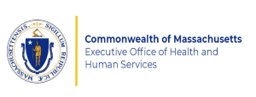 Commonwealth of Massachusetts
Executive Office of Health and
Human Services